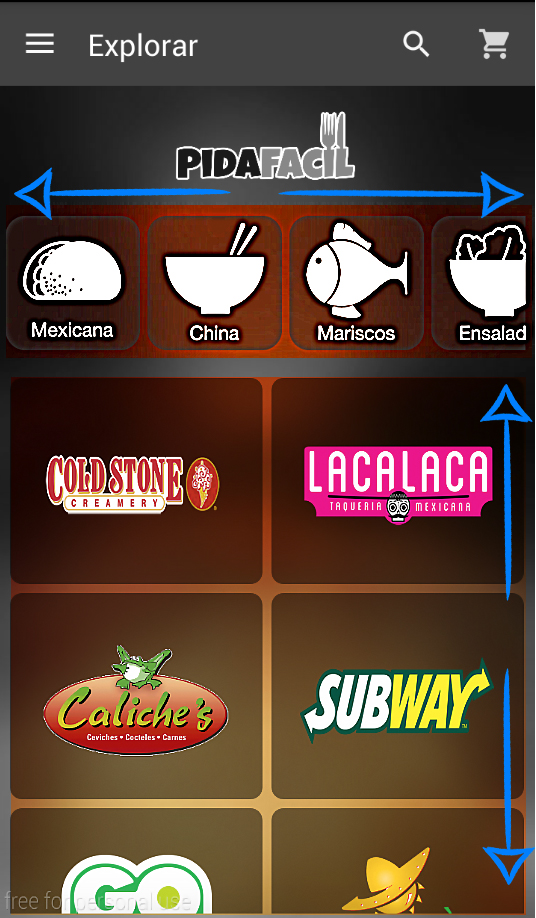 Explorar
PIDAFACIL
Mexicana
China
Mariscos
Ensalad
COLD STONE
CREAMERY
LACALACA
TAQUERIA MEXICANA
Caliche's
Ceviches • Cocteles • Carnes
SUBWAY
GO
free for personal use